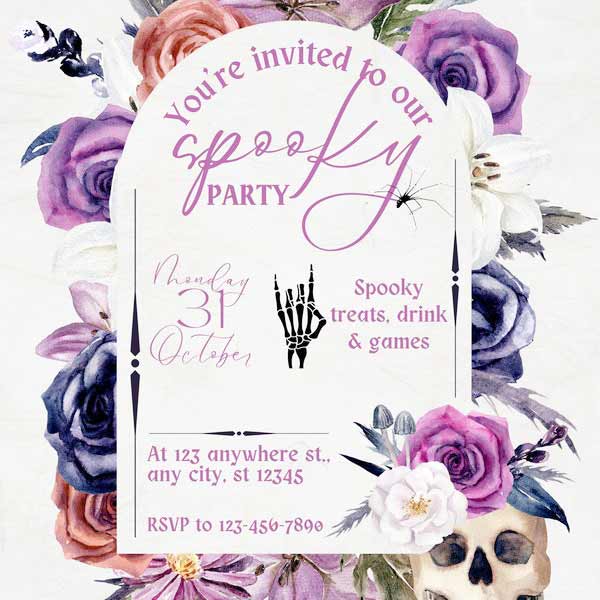 You're invited to our
spooky
PARTY
Monday
31
October
Spooky
treats, drink
& games
At 123 anywhere st.,
any city, st 12345
RSVP to 123-456-7890